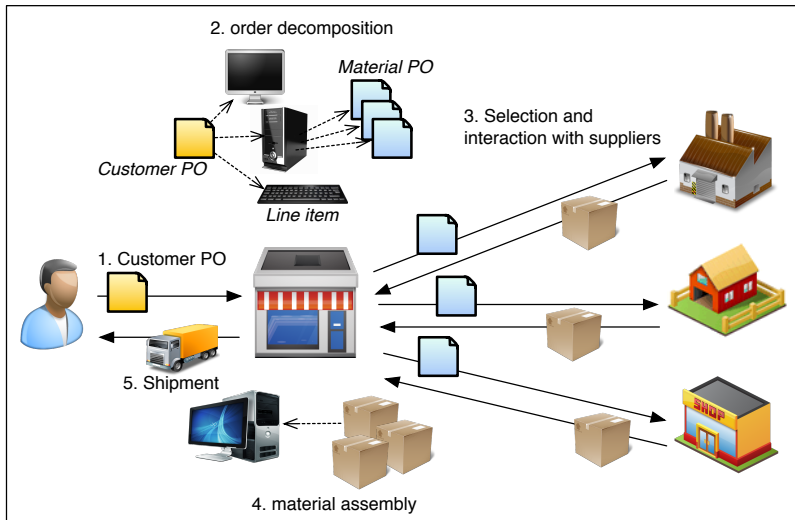 2. order decomposition
Material PO
Customer PO
Line item
3. Selection and
interaction with suppliers
1. Customer PO
5. Shipment
SHOP
4. material assembly